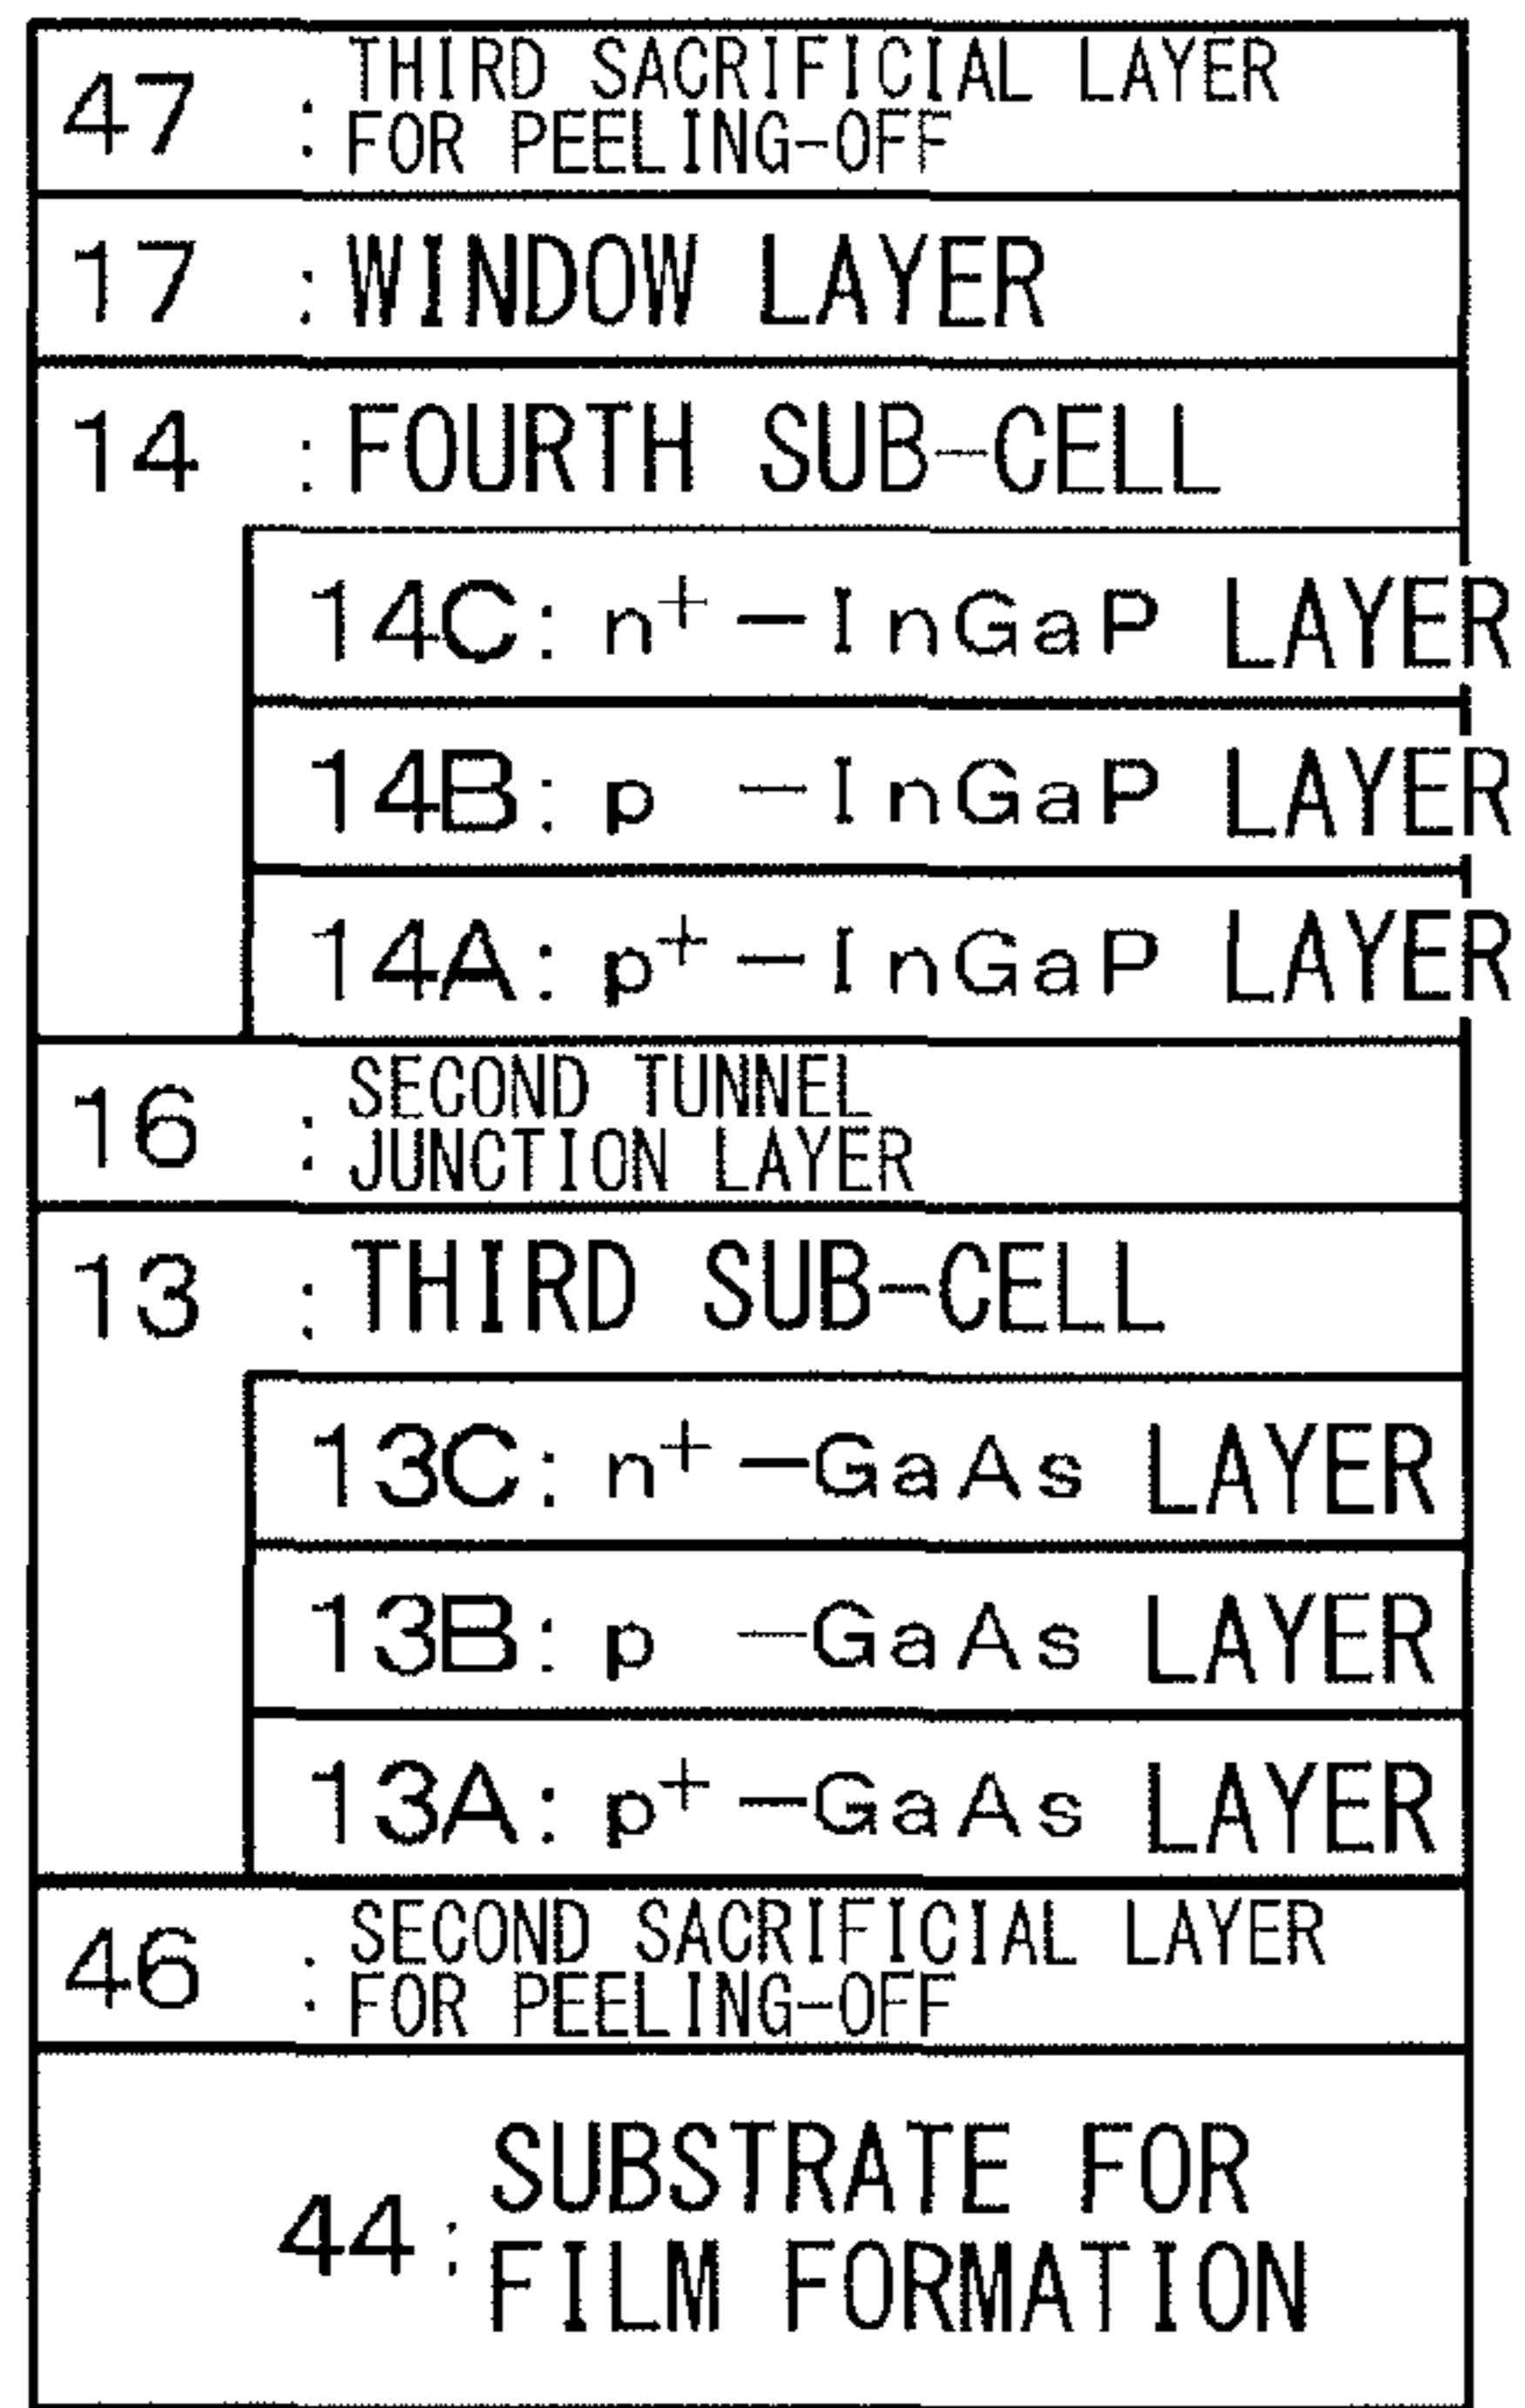 47 : THIRD SACRIFICIAL LAYER
FOR PEELING-OFF
17 : WINDOW LAYER
14 : FOURTH SUB-CELL
14C: n⁺-InGaP LAYER
14B: p -InGaP LAYER
14A: p⁺-InGaP LAYER
16 : SECOND TUNNEL
JUNCTION LAYER
13 : THIRD SUB-CELL
13C: n⁺-GaAs LAYER
13B: p -GaAs LAYER
13A: p⁺-GaAs LAYER
46 : SECOND SACRIFICIAL LAYER
FOR PEELING-OFF
44: SUBSTRATE FOR
FILM FORMATION